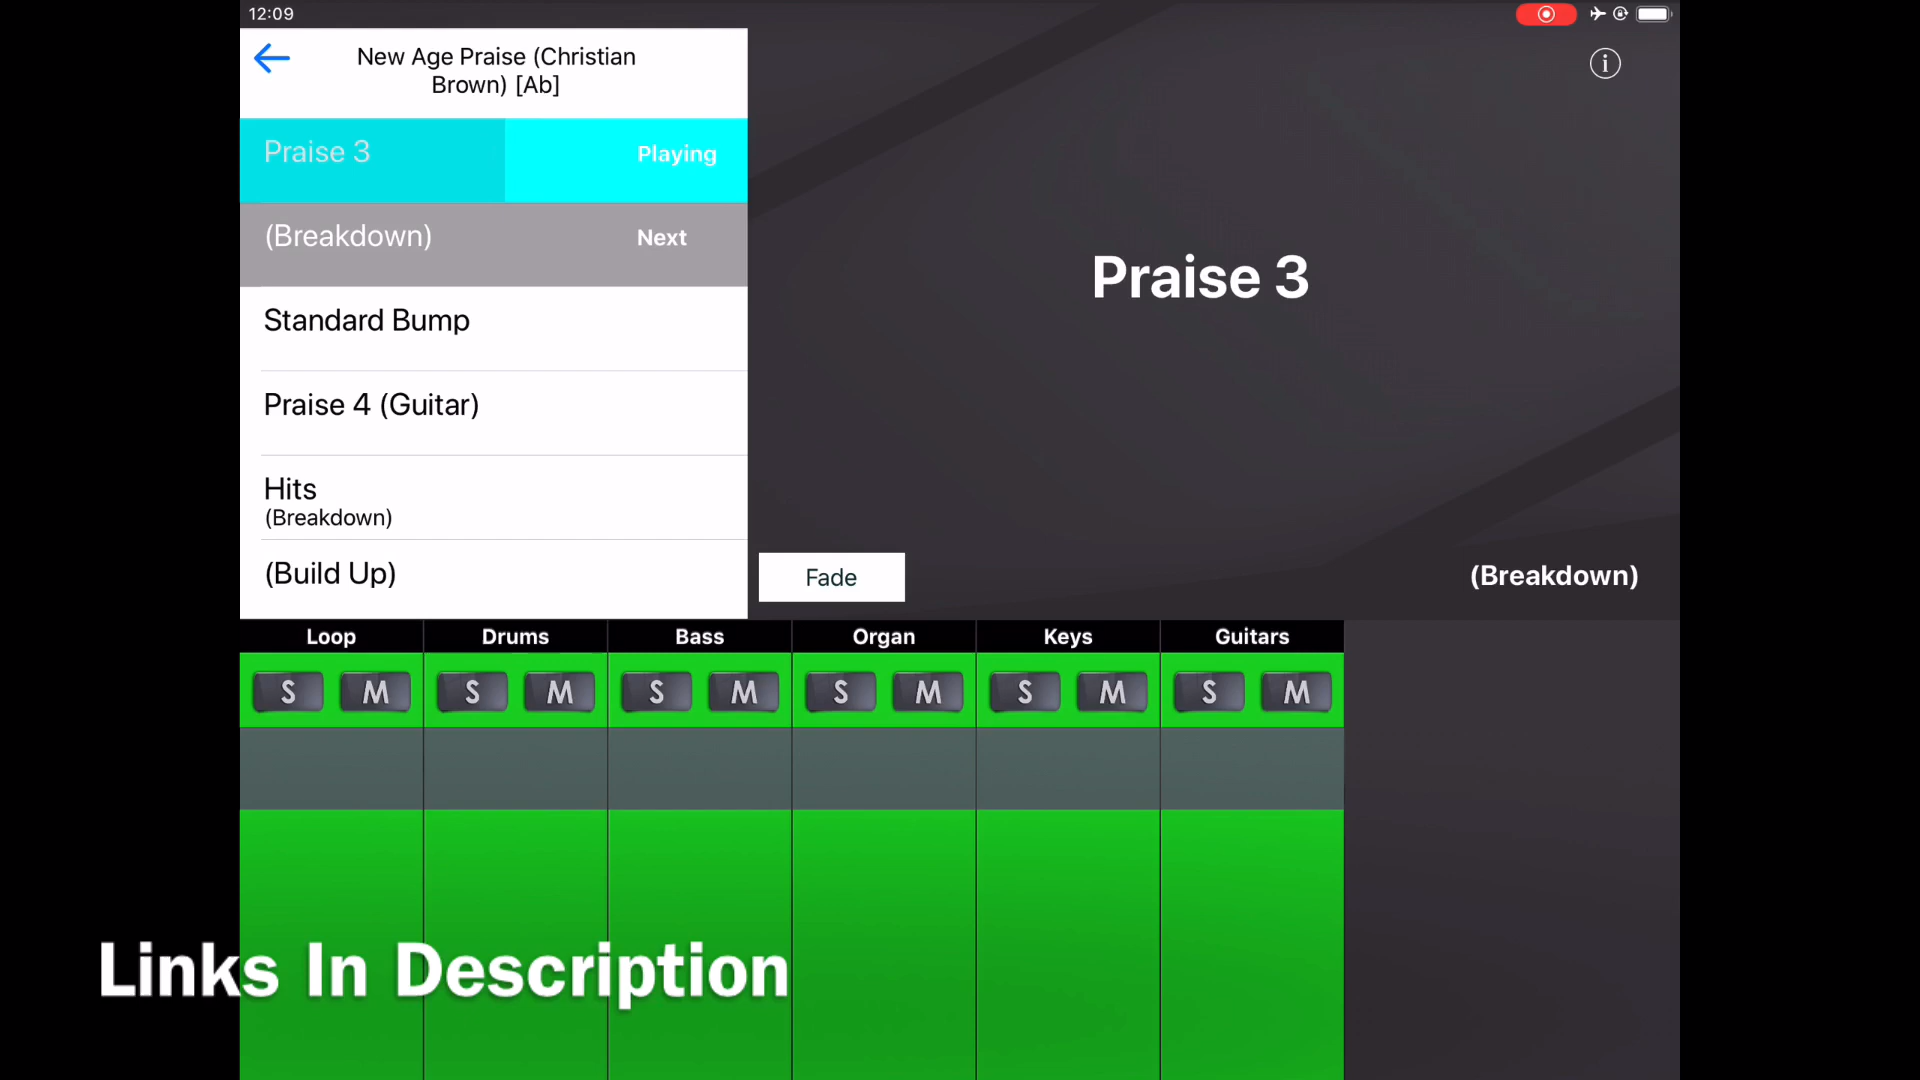 12:09
New Age Praise (Christian
Brown) [Ab]
Praise 3
Playing
(Breakdown)
Next
Standard Bump
Praise 4 (Guitar)
Hits
(Breakdown)
(Build Up)
Praise 3
Fade
(Breakdown)
Loop
Drums
Bass
Organ
Keys
Guitars
S M S M S M S M S M S M
Links In Description